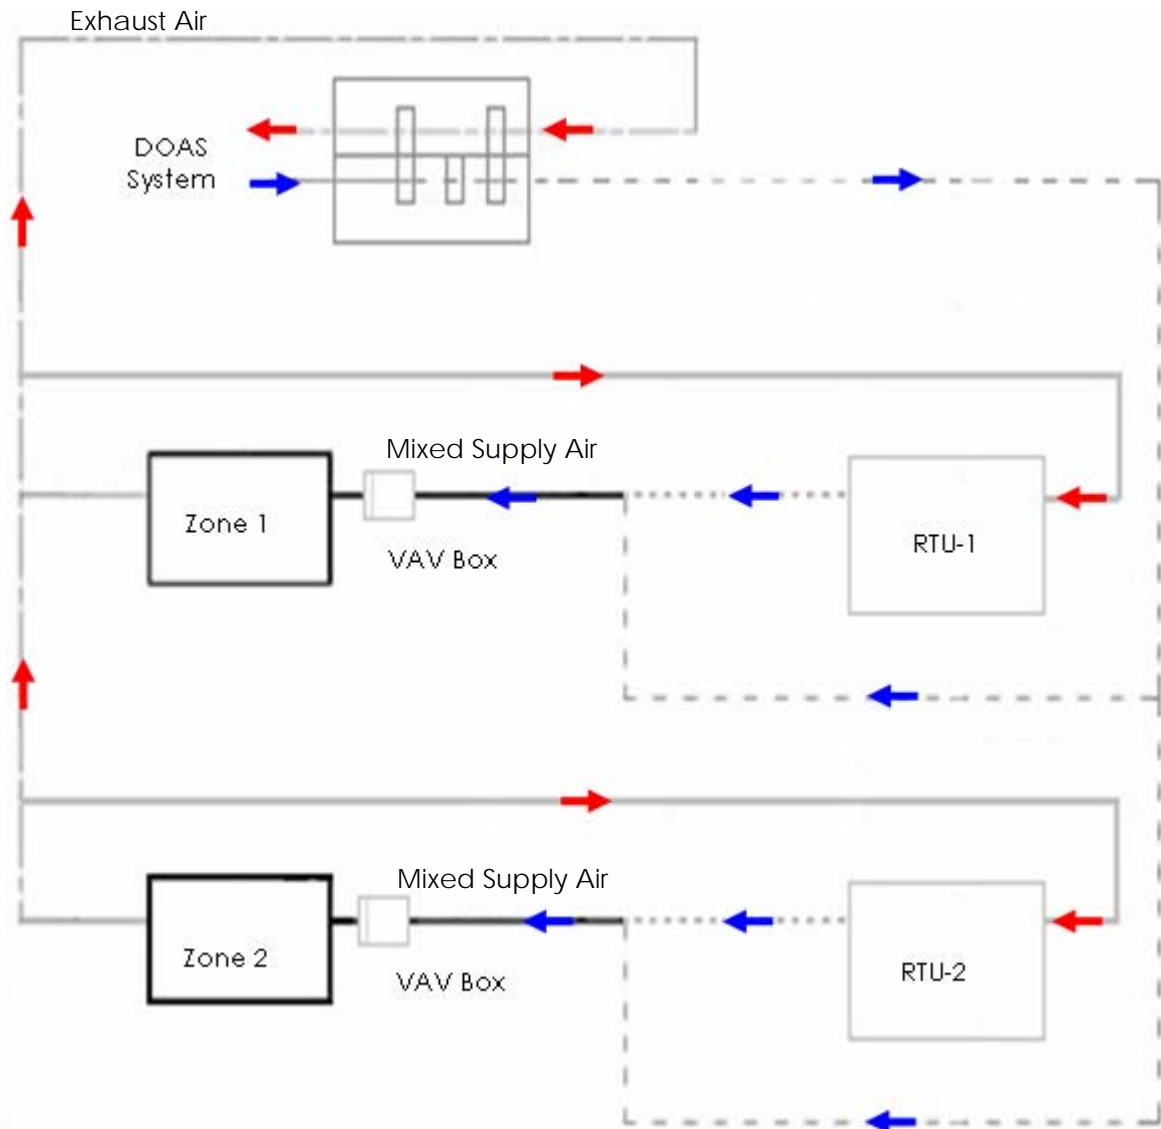 Exhaust Air
DOAS
System
Mixed Supply Air
Zone 1
VAV Box
RTU-1
Mixed Supply Air
Zone 2
VAV Box
RTU-2